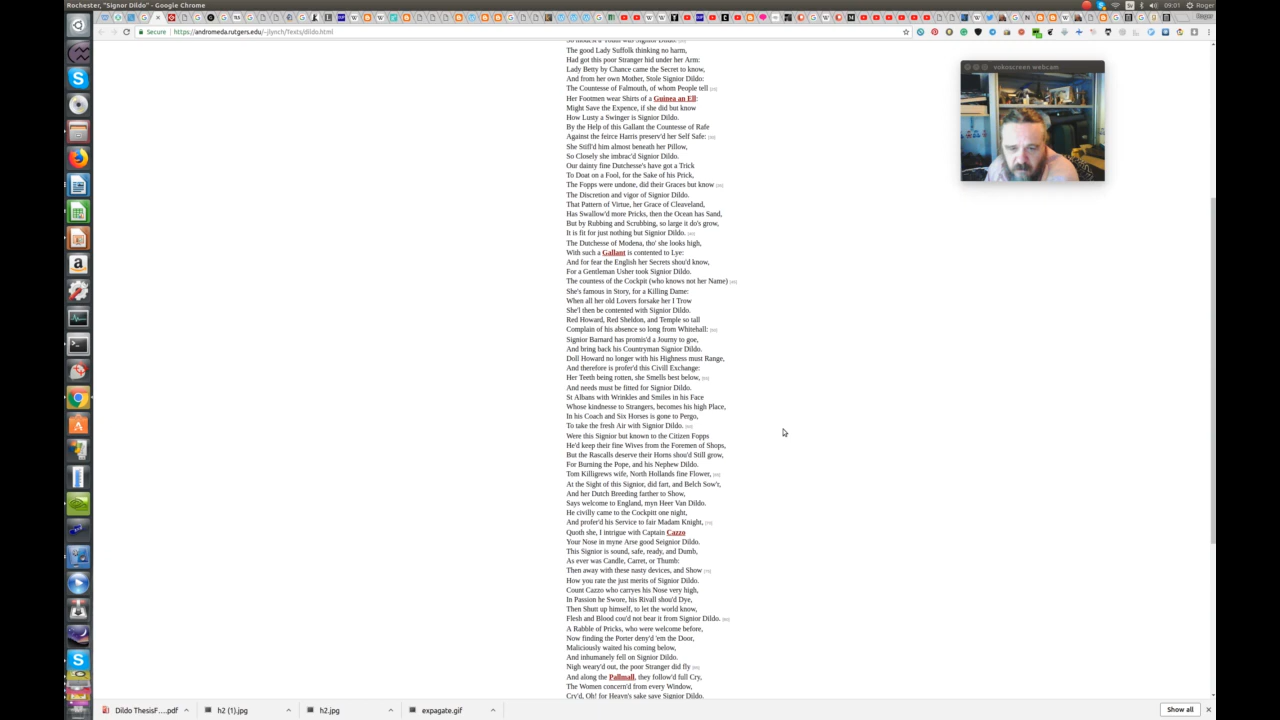 Rochester, "Signor Dildo" - Google Chrome
09:01
Roger
Roger
Secure
https://andromeda.rutgers.edu/~jlynch/Texts/dildo.html
vokoscreen webcam
The good Lady Suffolk thinking no harm,
Had got this poor Stranger hid under her Arm:
Lady Betty by Chance came the Secret to know,
And from her own Mother, Stole Signior Dildo:
The Countesse of Falmouth, of whom People tell
Her Footmen wear Shirts of a Guinea an Ell:
Might Save the Expence, if she did but know
How Lusty a Swinger is Signior Dildo.
By the Help of this Gallant the Countesse of Rafe
Against the feirce Harris preserv'd her Self Safe: [30]
She Stifl'd him almost beneath her Pillow,
So Closely she imbrac'd Signior Dildo.
Our dainty fine Dutchesse's have got a Trick
To Doat on a Fool, for the Sake of his Prick,
The Fopps were undone, did their Graces but know [35]
The Discretion and vigor of Signior Dildo.
That Pattern of Virtue, her Grace of Cleaveland,
Has Swallow'd more Pricks, then the Ocean has Sand,
But by Rubbing and Scrubbing, so large it do's grow,
It is fit for just nothing but Signior Dildo. [40]
The Dutchesse of Modena, tho' she looks high,
With such a Gallant is contented to Lye:
And for fear the English her Secrets shou'd know,
For a Gentleman Usher took Signior Dildo.
The countess of the Cockpit (who knows not her Name) [45]
She's famous in Story, for a Killing Dame:
When all her old Lovers forsake her I Trow
She'l then be contented with Signior Dildo.
Red Howard, Red Sheldon, and Temple so tall
Complain of his absence so long from Whitehall: [50]
Signior Barnard has promis'd a Journy to goe,
And bring back his Countryman Signior Dildo.
Doll Howard no longer with his Highness must Range,
And therefore is profer'd this Civill Exchange:
Her Teeth being rotten, she Smells best below, [55]
And needs must be fitted for Signior Dildo.
St Albans with Wrinkles and Smiles in his Face
Whose kindnesse to Strangers, becomes his high Place,
In his Coach and Six Horses is gone to Pergo,
To take the fresh Air with Signior Dildo. [60]
Were this Signior but known to the Citizen Fopps
He'd keep their fine Wives from the Foremen of Shops,
But the Rascalls deserve their Horns shou'd Still grow,
For Burning the Pope, and his Nephew Dildo.
Tom Killigrews wife, North Hollands fine Flower, [65]
At the Sight of this Signior, did fart, and Belch Sow'r,
And her Dutch Breeding farther to Show,
Says welcome to England, myn Heer Van Dildo.
He civilly came to the Cockpitt one night,
And profer'd his Service to fair Madam Knight, [70]
Quoth she, I intrigue with Captain Cazzo
Your Nose in myne Arse good Seignior Dildo.
This Signior is sound, safe, ready, and Dumb,
As ever was Candle, Carret, or Thumb:
Then away with these nasty devices, and Show [75]
How you rate the just merits of Signior Dildo.
Count Cazzo who carryes his Nose very high,
In Passion he Swore, his Rivall shou'd Dye,
Then Shutt up himself, to let the world know,
Flesh and Blood cou'd not bear it from Signior Dildo. [80]
A Rabble of Pricks, who were welcome before,
Now finding the Porter deny'd 'em the Door,
Maliciously waited his coming below,
And inhumanely fell on Signior Dildo.
Nigh weary'd out, the poor Stranger did fly [85]
And along the Pallmall, they follow'd full Cry,
The Women concern'd from every Window,
Cry'd, Oh! for Heavn's sake save Signior Dildo.
Dildo ThesisF....pdf
h2 (1).jpg
h2.jpg
expagate.gif
Show all